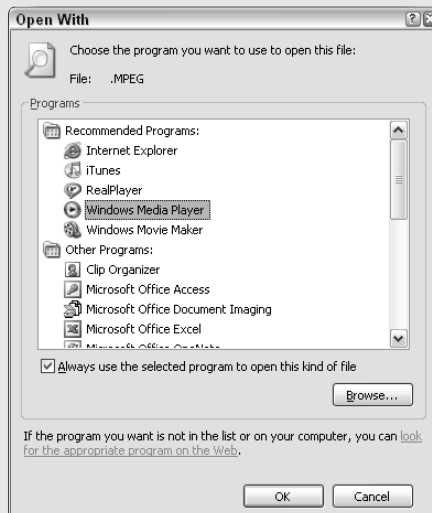 Open With
Choose the program you want to use to open this file:
File: .MPEG
Programs
Recommended Programs:
Internet Explorer
iTunes
RealPlayer
Windows Media Player
Windows Movie Maker
Other Programs:
Clip Organizer
Microsoft Office Access
Microsoft Office Document Imaging
Microsoft Office Excel
Microsoft Office OneNote
Always use the selected program to open this kind of file
Browse...
If the program you want is not in the list or on your computer, you can look
for the appropriate program on the Web.
OK Cancel